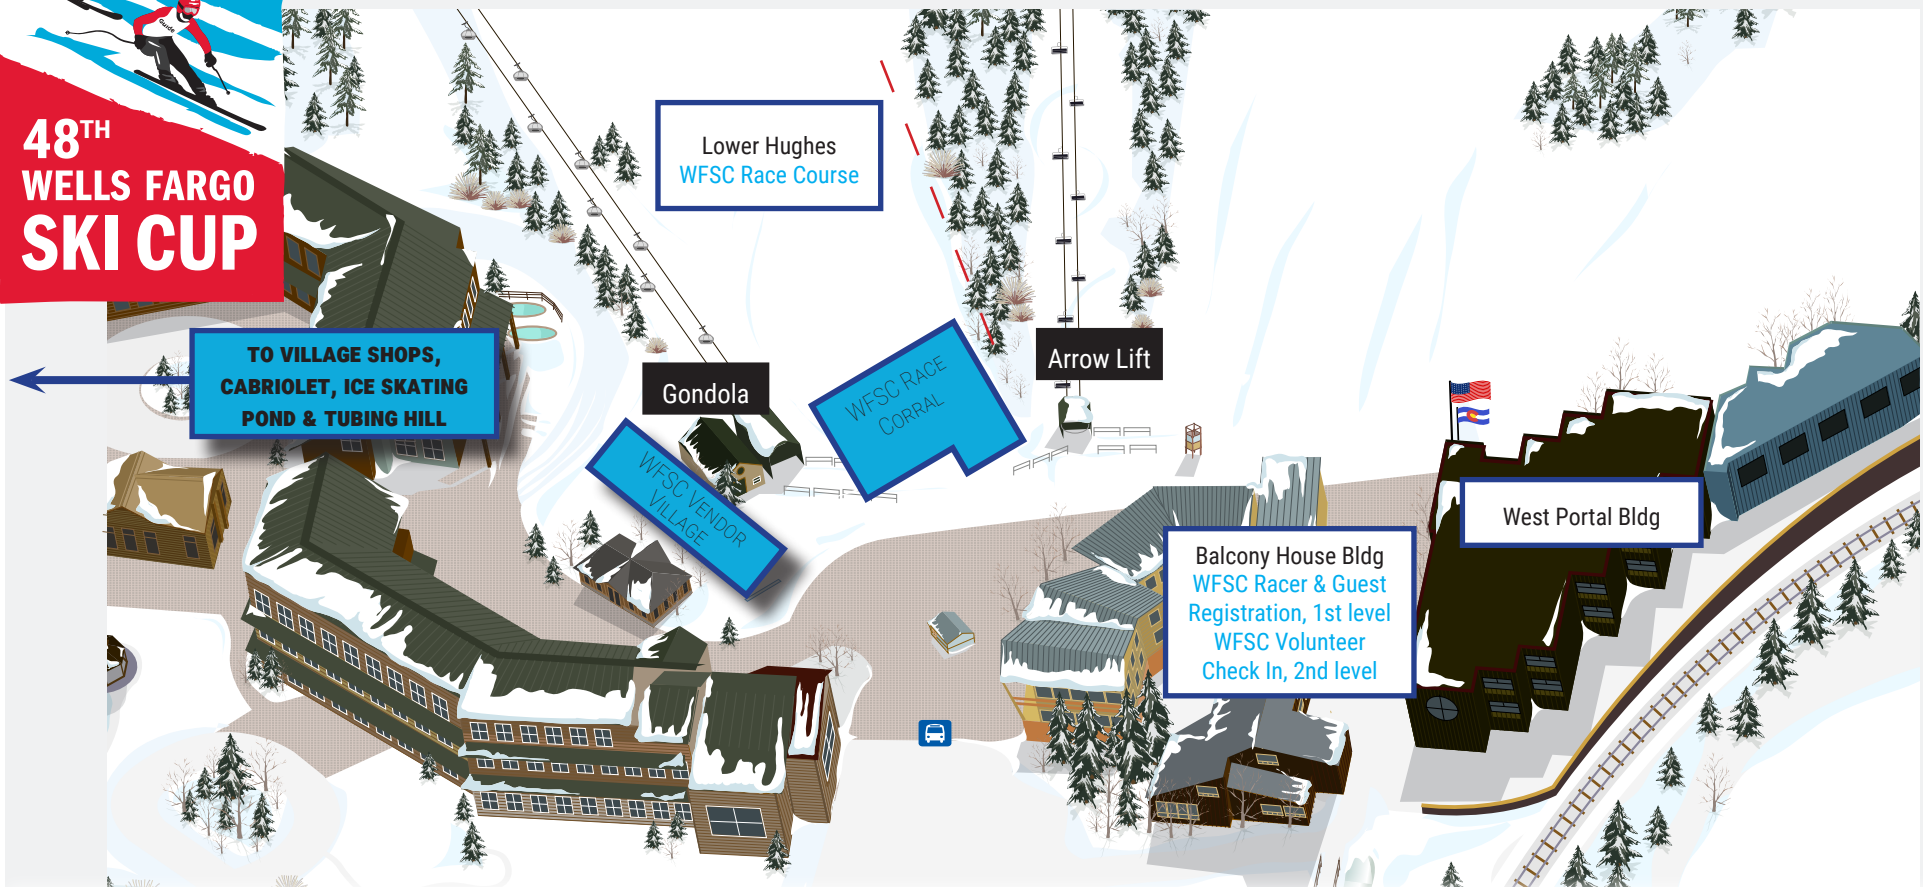 Guide
48TH
WELLS FARGO
SKI CUP
Lower Hughes
WFSC Race Course
TO VILLAGE SHOPS,
CABRIOLET, ICE SKATING
POND & TUBING HILL
Gondola
WFSC RACE
CORRAL
Arrow Lift
WFSC VENDOR
VILLAGE
West Portal Bldg
Balcony House Bldg
WFSC Racer & Guest
Registration, 1st level
WFSC Volunteer
Check In, 2nd level